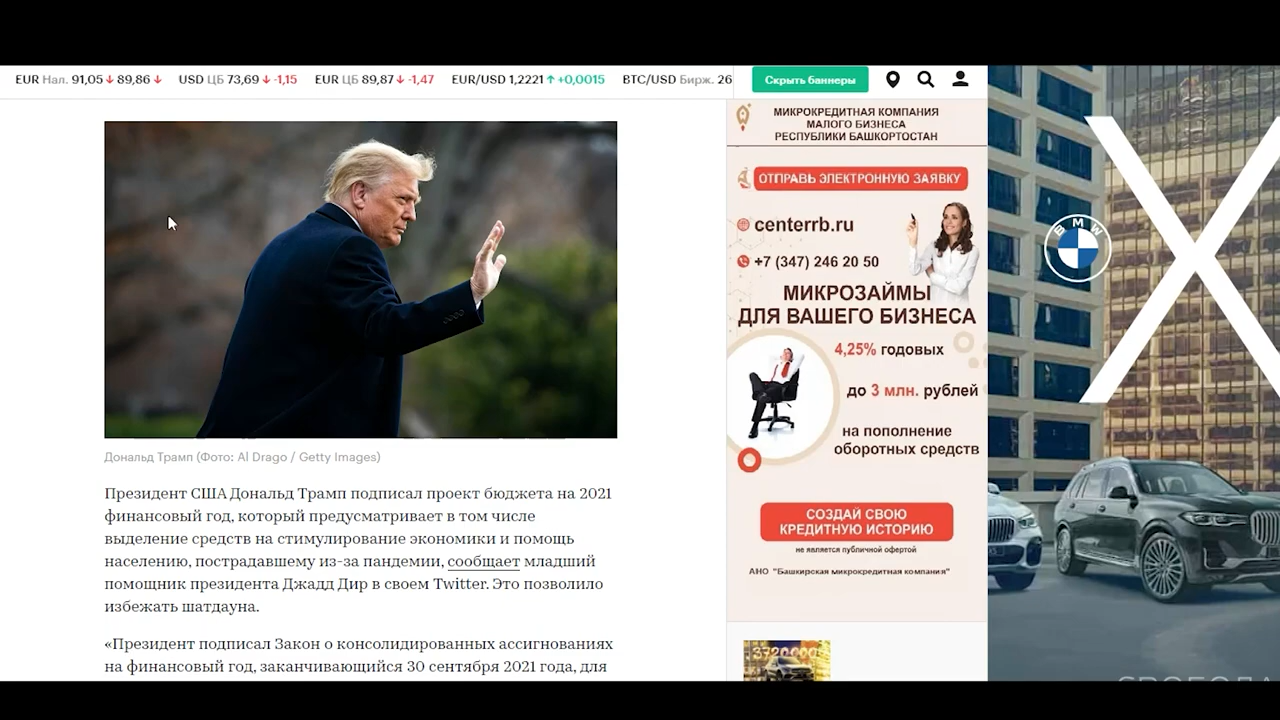 EUR Нал. 91,05 89,86 USD ЦБ 73,69 -1,15 EUR ЦБ 89,87 -1,47 EUR/USD 1,2221 +0,0015 BTC/USD Бирж. 26
Скрыть баннеры
Дональд Трамп (Фото: Al Drago / Getty Images)
Президент США Дональд Трамп подписал проект бюджета на 2021
финансовый год, который предусматривает в том числе
выделение средств на стимулирование экономики и помощь
населению, пострадавшему из-за пандемии, сообщает младший
помощник президента Джадд Дир в своем Twitter. Это позволило
избежать шатдауна.
«Президент подписал Закон о консолидированных ассигнованиях
на финансовый год, заканчивающийся 30 сентября 2021 года, для
МИКРОКРЕДИТНАЯ КОМПАНИЯ
МАЛОГО БИЗНЕСА
РЕСПУБЛИКИ БАШКОРТОСТАН
ОТПРАВЬ ЭЛЕКТРОННУЮ ЗАЯВКУ
centerrb.ru
+7 (347) 246 20 50
МИКРОЗАЙМЫ
ДЛЯ ВАШЕГО БИЗНЕСА
4,25% годовых
до 3 млн. рублей
на пополнение
оборотных средств
СОЗДАЙ СВОЮ
КРЕДИТНУЮ ИСТОРИЮ
не является публичной офертой
АНО "Башкирская микрокредитная компания"
3720000
BMW
X